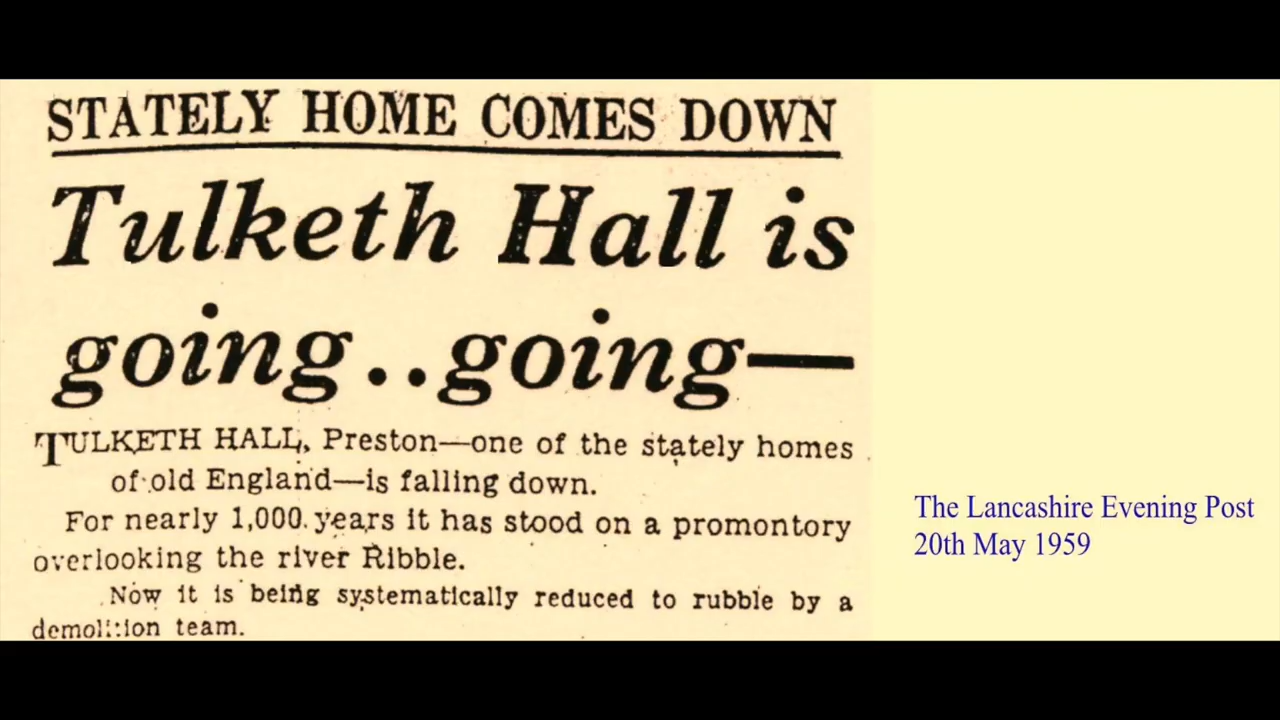 STATELY HOME COMES DOWN
Tulketh Hall is
going..going—
TULKETH HALL, Preston—one of the stately homes
of old England—is falling down.
For nearly 1,000 years it has stood on a promontory
overlooking the river Ribble.
Now it is being systematically reduced to rubble by a
demolition team.
The Lancashire Evening Post
20th May 1959